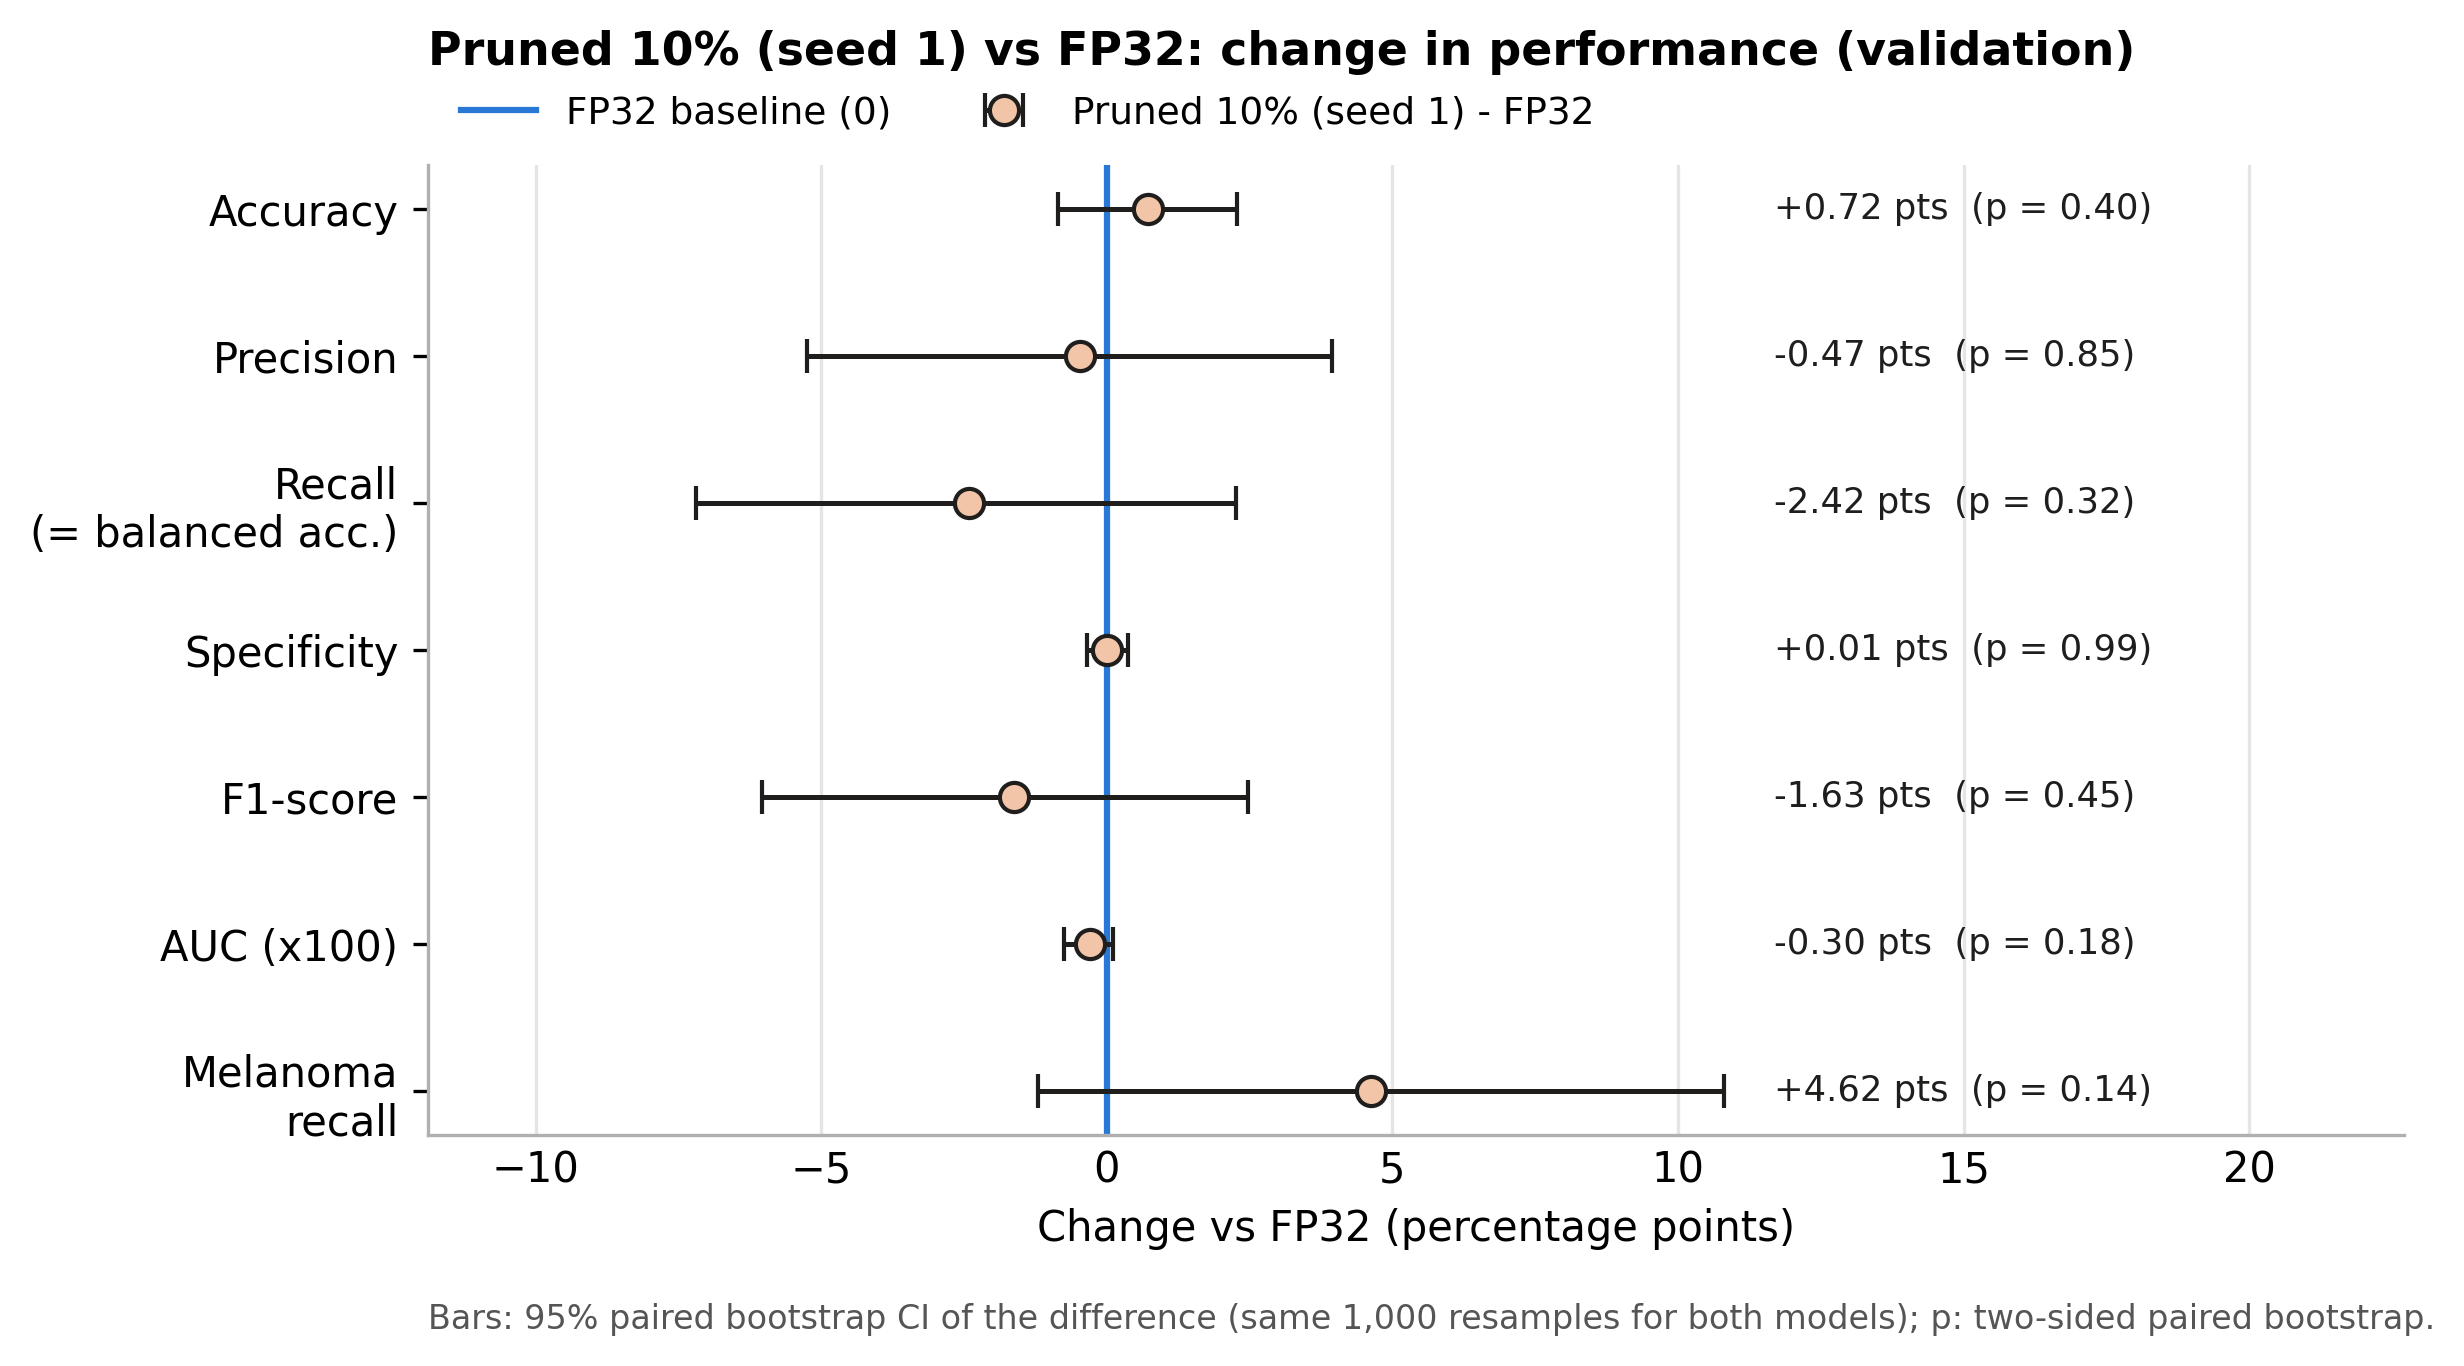 Pruned 10% (seed 1) vs FP32: change in performance (validation)
FP32 baseline (0)
Pruned 10% (seed 1) - FP32
Accuracy
+0.72 pts (p = 0.40)
Precision
-0.47 pts (p = 0.85)
Recall
(= balanced acc.)
-2.42 pts (p = 0.32)
Specificity
+0.01 pts (p = 0.99)
F1-score
-1.63 pts (p = 0.45)
AUC (x100)
-0.30 pts (p = 0.18)
Melanoma
recall
+4.62 pts (p = 0.14)
−10
−5
0
5
10
15
20
Change vs FP32 (percentage points)
Bars: 95% paired bootstrap CI of the difference (same 1,000 resamples for both models); p: two-sided paired bootstrap.